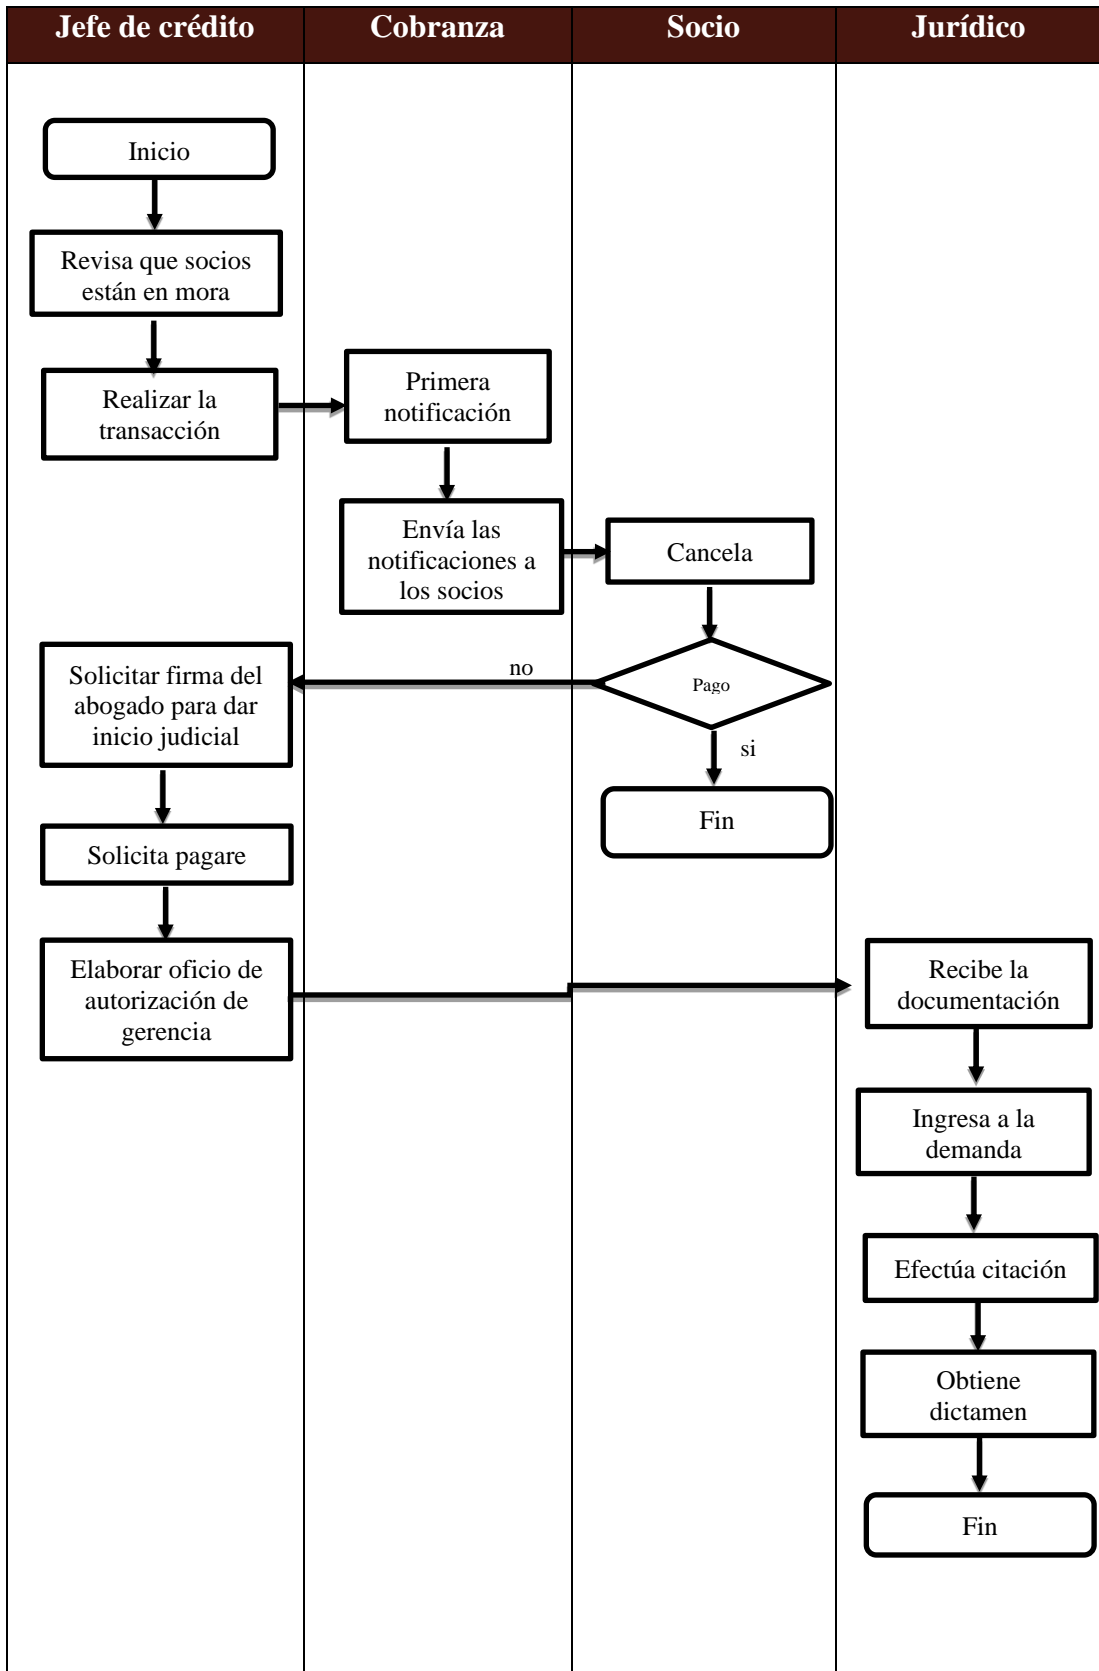 Jefe de crédito
Cobranza
Socio
Jurídico
Inicio
Revisa que socios
están en mora
Realizar la
transacción
Primera
notificación
Envía las
notificaciones a
los socios
Cancela
Pago
no
si
Fin
Solicitar firma del
abogado para dar
inicio judicial
Solicita pagare
Elaborar oficio de
autorización de
gerencia
Recibe la
documentación
Ingresa a la
demanda
Efectúa citación
Obtiene
dictamen
Fin